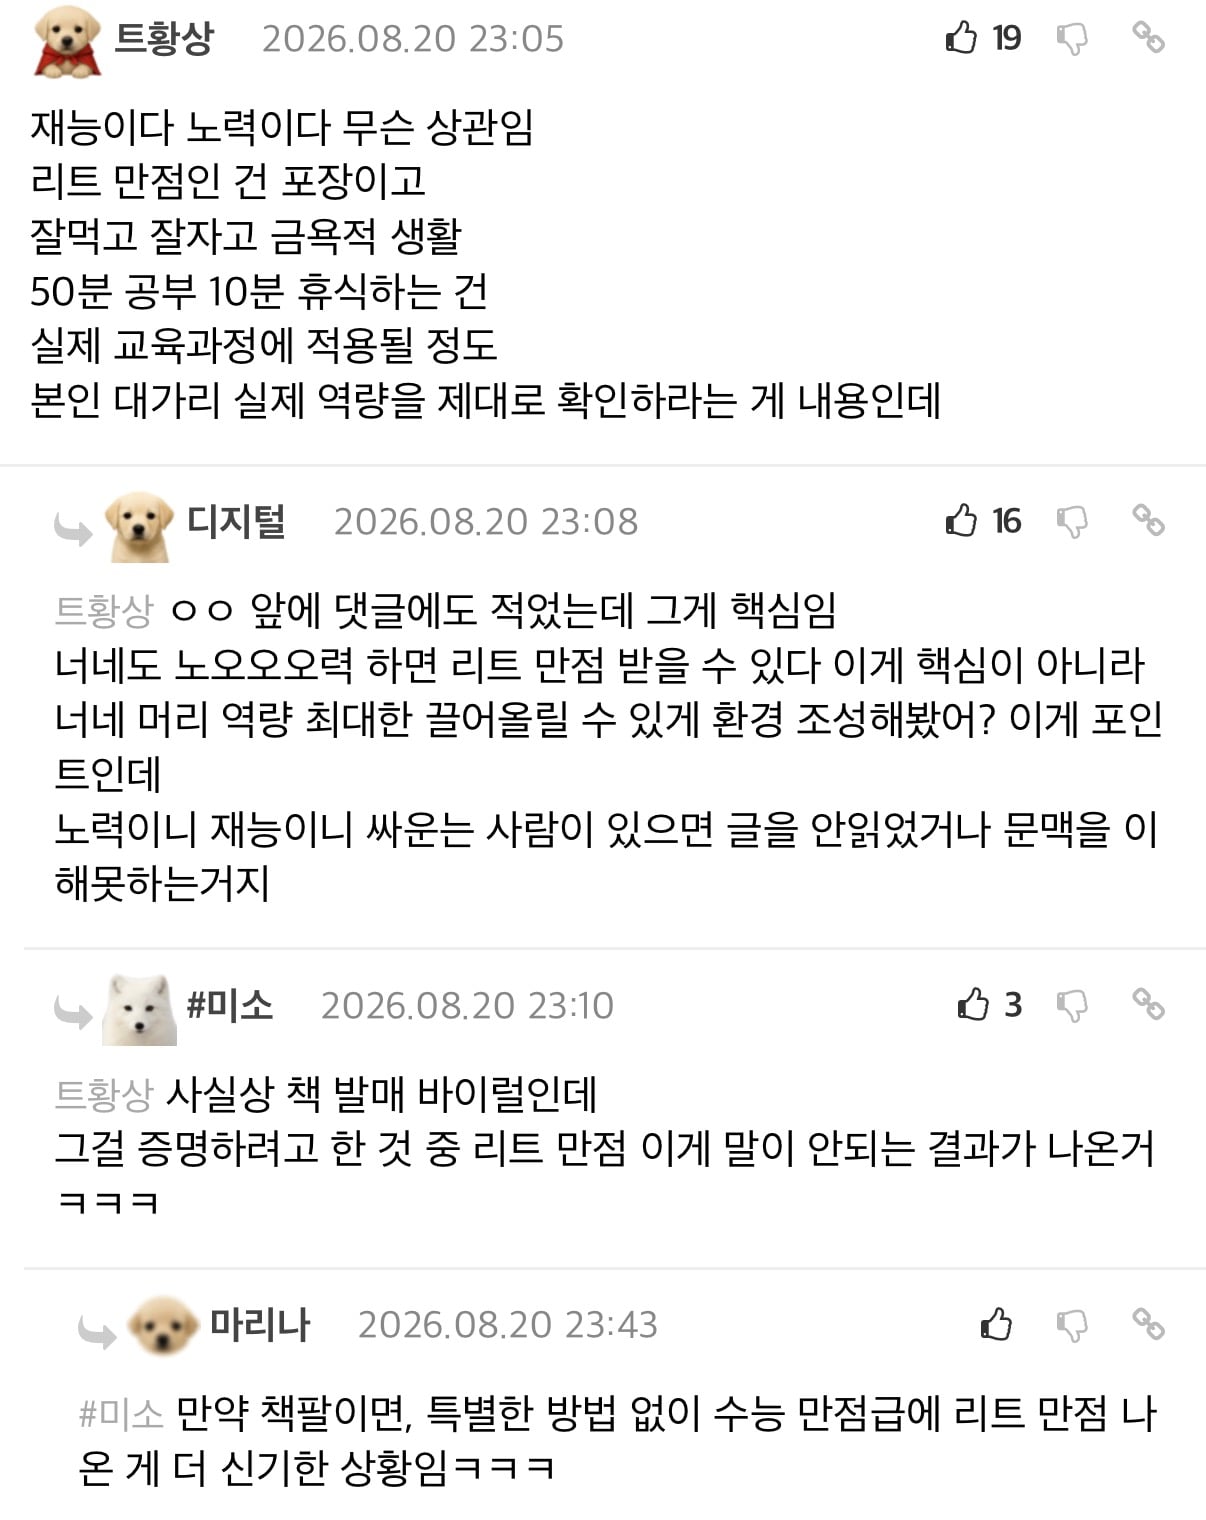 트황상 2026.08.20 23:05 19
재능이다 노력이다 무슨 상관임
리트 만점인 건 포장이고
잘먹고 잘자고 금욕적 생활
50분 공부 10분 휴식하는 건
실제 교육과정에 적용될 정도
본인 대가리 실제 역량을 제대로 확인하라는 게 내용인데
디지털 2026.08.20 23:08 16
트황상 ㅇㅇ 앞에 댓글에도 적었는데 그게 핵심임
너네도 노오오오력 하면 리트 만점 받을 수 있다 이게 핵심이 아니라
너네 머리 역량 최대한 끌어올릴 수 있게 환경 조성해봤어? 이게 포인
트인데
노력이니 재능이니 싸운는 사람이 있으면 글을 안읽었거나 문맥을 이
해못하는거지
#미소 2026.08.20 23:10 3
트황상 사실상 책 발매 바이럴인데
그걸 증명하려고 한 것 중 리트 만점 이게 말이 안되는 결과가 나온거
ㅋㅋㅋ
마리나 2026.08.20 23:43
#미소 만약 책팔이면, 특별한 방법 없이 수능 만점급에 리트 만점 나
온 게 더 신기한 상황임ㅋㅋㅋ